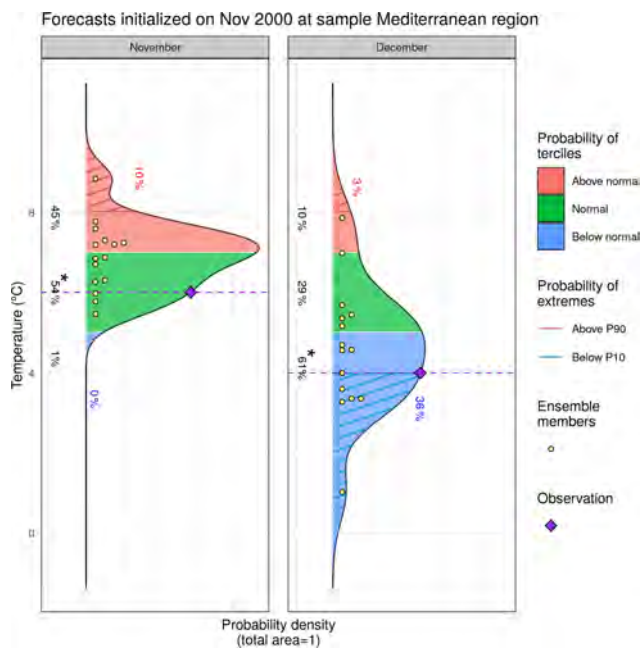 Forecasts initialized on Nov 2000 at sample Mediterranean region
November
December
Temperature (°C)
8
4
0
10%
45%
*
54%
1%
0%
3%
10%
29%
*
61%
36%
Probability density
(total area=1)
Probability of
terciles
Above normal
Normal
Below normal
Probability of
extremes
Above P90
Below P10
Ensemble
members
Observation